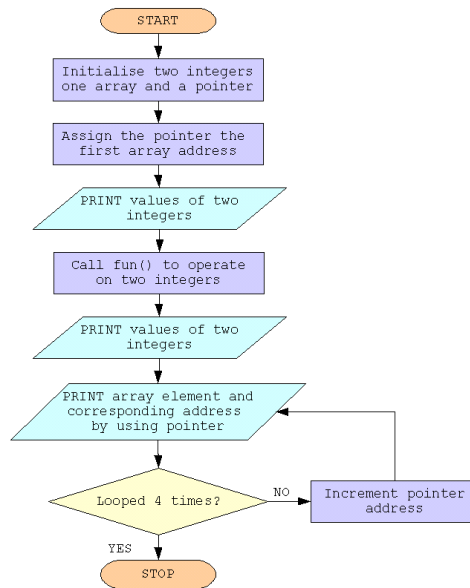 START
Initialise two integers
one array and a pointer
Assign the pointer the
first array address
PRINT values of two
integers
Call fun() to operate
on two integers
PRINT values of two
integers
PRINT array element and
corresponding address
by using pointer
Looped 4 times?
NO
Increment pointer
address
YES
STOP